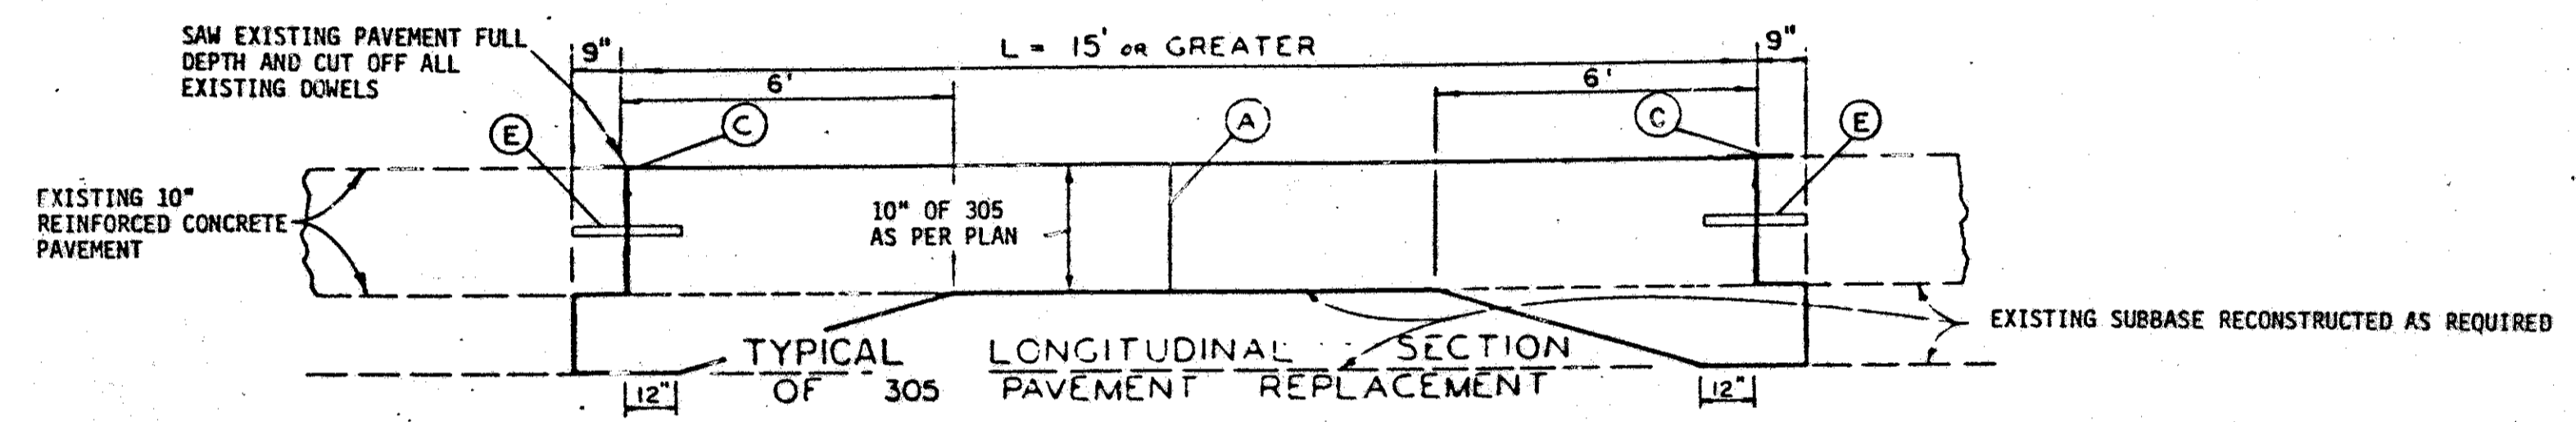 SAW EXISTING PAVEMENT FULL
DEPTH AND CUT OFF ALL
EXISTING DOWELS
9"
L = 15' OR GREATER
9"
6'
6'
E
C
A
C
E
EXISTING 10"
REINFORCED CONCRETE
PAVEMENT
10" OF 305
AS PER PLAN
EXISTING SUBBASE RECONSTRUCTED AS REQUIRED
TYPICAL LONGITUDINAL SECTION
OF 305 PAVEMENT REPLACEMENT
12"
12"